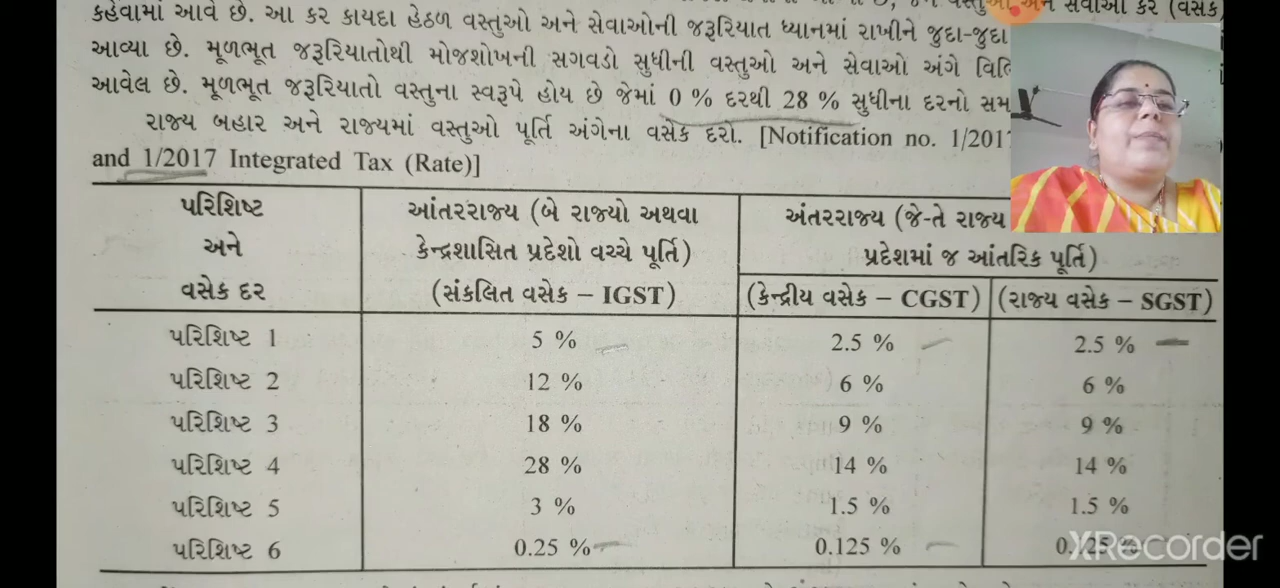 કહેવામાં આવે છે. આ કર કાયદા હેઠળ વસ્તુઓ અને સેવાઓની જરૂરિયાત ધ્યાનમાં રાખીને જુદા-જુદા
આવ્યા છે. મૂળભૂત જરૂરિયાતોથી મોજશોખની સગવડો સુધીની વસ્તુઓ અને સેવાઓ અંગે
આવેલ છે. મૂળભૂત જરૂરિયાતો વસ્તુના સ્વરૂપે હોય છે જેમાં 0 % દરથી 28 % સુધીના દરનો
રાજ્ય બહાર અને રાજ્યમાં વસ્તુઓ પૂર્તિ અંગેના વસેક દરો. [Notification no. 1/2017
and 1/2017 Integrated Tax (Rate)]
પરિશિષ્ટ આંતરરાજ્ય (બે રાજ્યો અથવા અંતરરાજ્ય (જે-તે રાજ્ય
અને કેન્દ્રશાસિત પ્રદેશો વચ્ચે પૂર્તિ) પ્રદેશમાં જ આંતરિક પૂર્તિ)
વસેક દર (સંકલિત વસેક – IGST) (કેન્દ્રીય વસેક – CGST) (રાજ્ય વસેક – SGST)
પરિશિષ્ટ 1 5 % 2.5 % 2.5 %
પરિશિષ્ટ 2 12 % 6 % 6 %
પરિશિષ્ટ 3 18 % 9 % 9 %
પરિશિષ્ટ 4 28 % 14 % 14 %
પરિશિષ્ટ 5 3 % 1.5 % 1.5 %
પરિશિષ્ટ 6 0.25 % 0.125 % 0.125 %
XRecorder